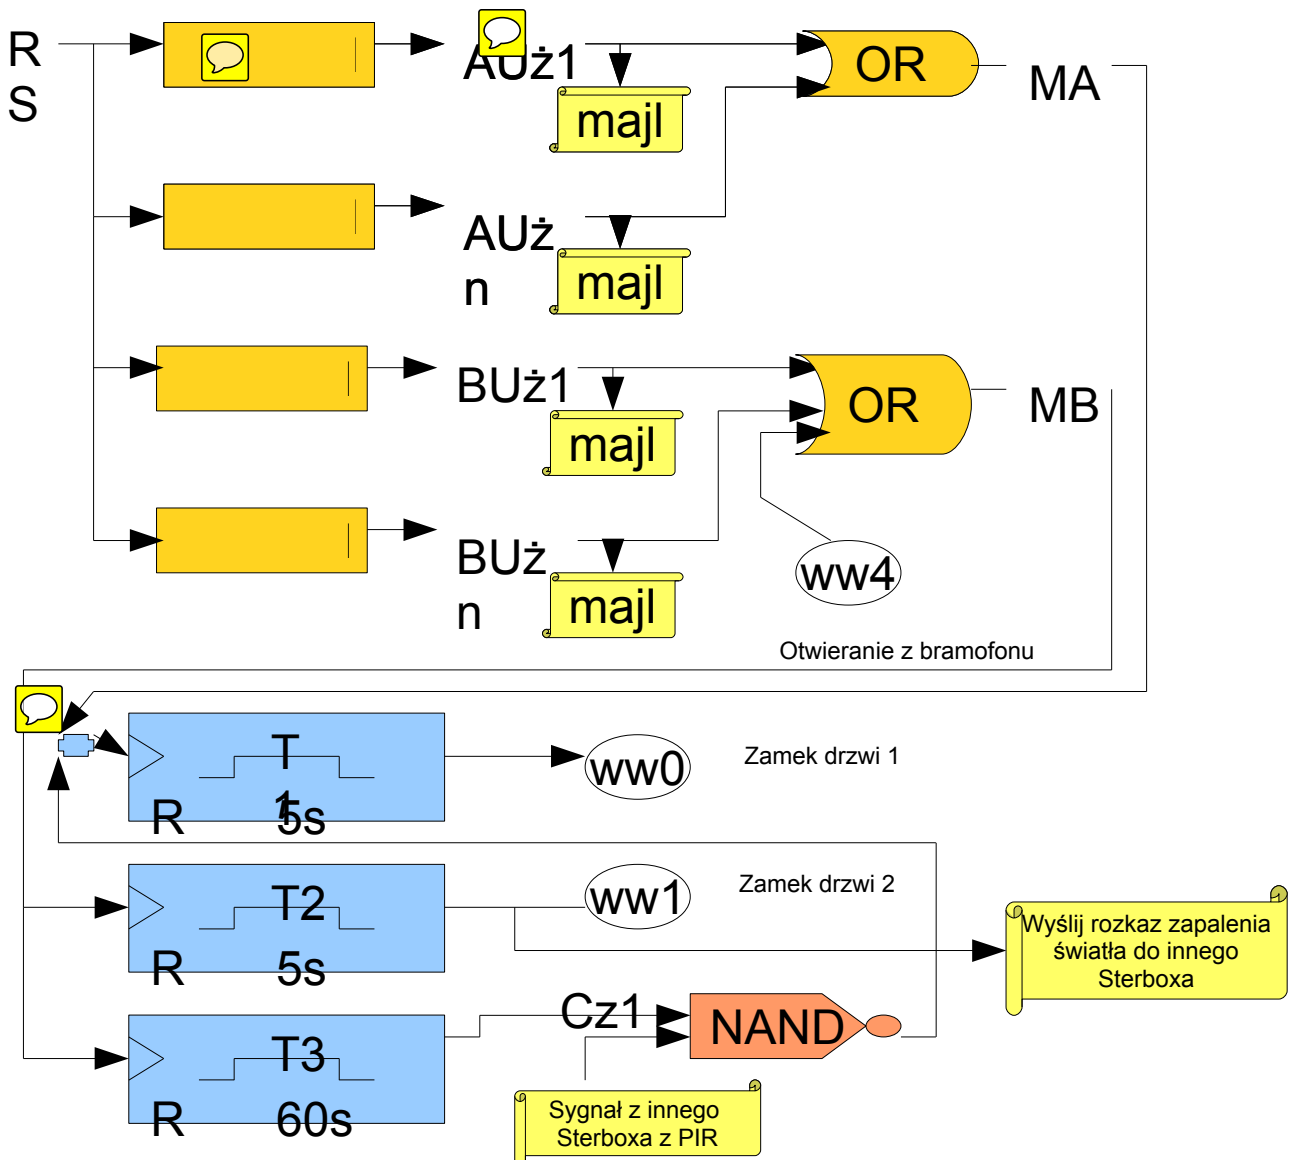 R
S
AUż1
majl
OR
MA
AUż
n
majl
BUż1
majl
OR
MB
BUż
n
majl
ww4
Otwieranie z bramofonu
T
1
R
5s
ww0
Zamek drzwi 1
T2
R
5s
ww1
Zamek drzwi 2
Wyślij rozkaz zapalenia
światła do innego
Sterboxa
T3
R
60s
Cz1
NAND
Sygnał z innego
Sterboxa z PIR